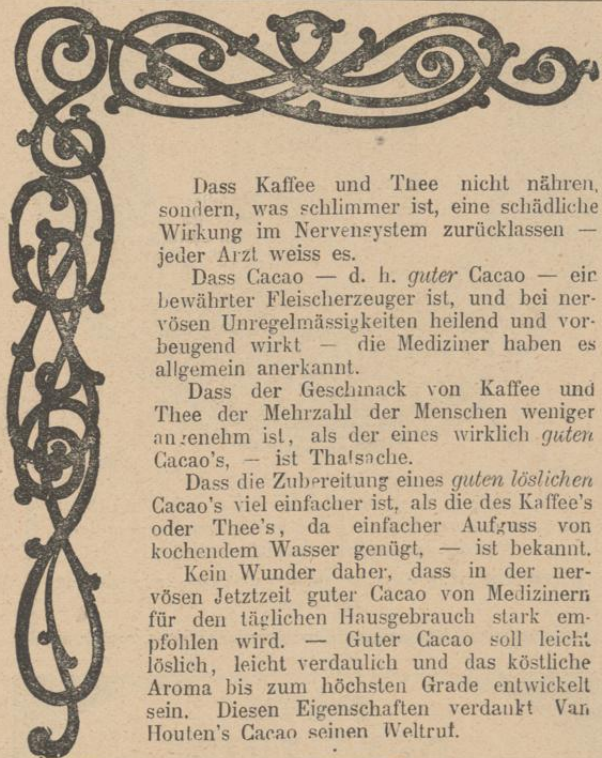 Dass Kaffee und Thee nicht nähren,
sondern, was schlimmer ist, eine schädliche
Wirkung im Nervensystem zurücklassen —
jeder Arzt weiss es.
Dass Cacao — d. h. guter Cacao — ein
bewährter Fleischerzeuger ist, und bei ner-
vösen Unregelmässigkeiten heilend und vor-
beugend wirkt — die Mediziner haben es
allgemein anerkannt.
Dass der Geschmack von Kaffee und
Thee der Mehrzahl der Menschen weniger
angenehm ist, als der eines wirklich guten
Cacao's, — ist Thatsache.
Dass die Zubereitung eines guten löslichen
Cacao's viel einfacher ist, als die des Kaffee's
oder Thee's, da einfacher Aufguss von
kochendem Wasser genügt, — ist bekannt.
Kein Wunder daher, dass in der ner-
vösen Jetztzeit guter Cacao von Medizinern
für den täglichen Hausgebrauch stark em-
pfohlen wird. — Guter Cacao soll leicht
löslich, leicht verdaulich und das köstliche
Aroma bis zum höchsten Grade entwickelt
sein. Diesen Eigenschaften verdankt Van
Houten's Cacao seinen Weltruf.